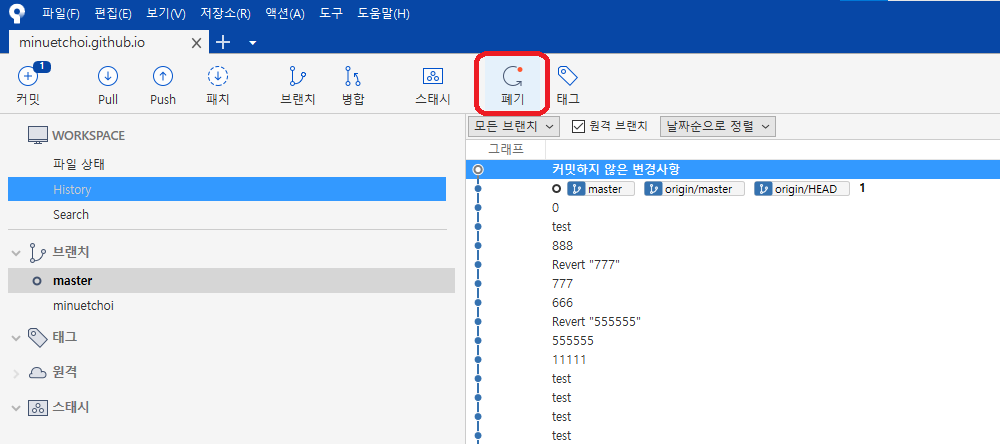 파일(F) 편집(E) 보기(V) 저장소(R) 액션(A) 도구 도움말(H)
minuetchoi.github.io
1
커밋 Pull Push 패치 브랜치 병합 스태시 폐기 태그
WORKSPACE
파일 상태
History
Search
브랜치
master
minuetchoi
태그
원격
스태시
모든 브랜치 원격 브랜치 날짜순으로 정렬
그래프
커밋하지 않은 변경사항
master origin/master origin/HEAD 1
0
test
888
Revert "777"
777
666
Revert "555555"
555555
11111
test
test
test
test